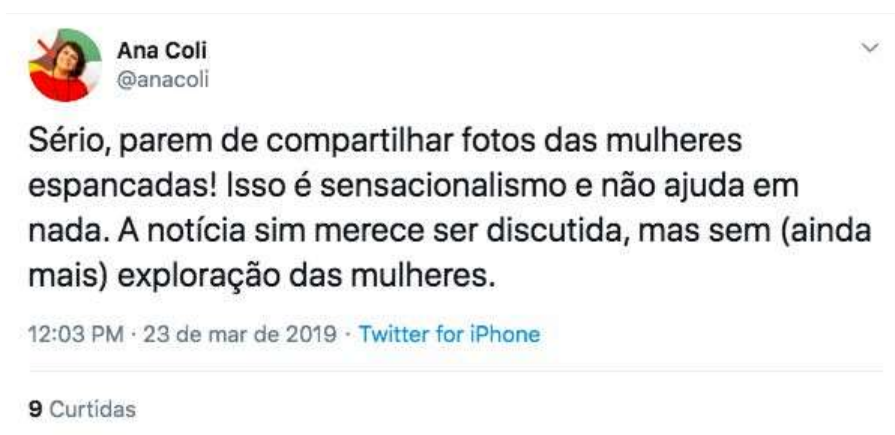 Ana Coli
@anacoli
Sério, parem de compartilhar fotos das mulheres
espancadas! Isso é sensacionalismo e não ajuda em
nada. A notícia sim merece ser discutida, mas sem (ainda
mais) exploração das mulheres.
12:03 PM · 23 de mar de 2019 · Twitter for iPhone
9 Curtidas